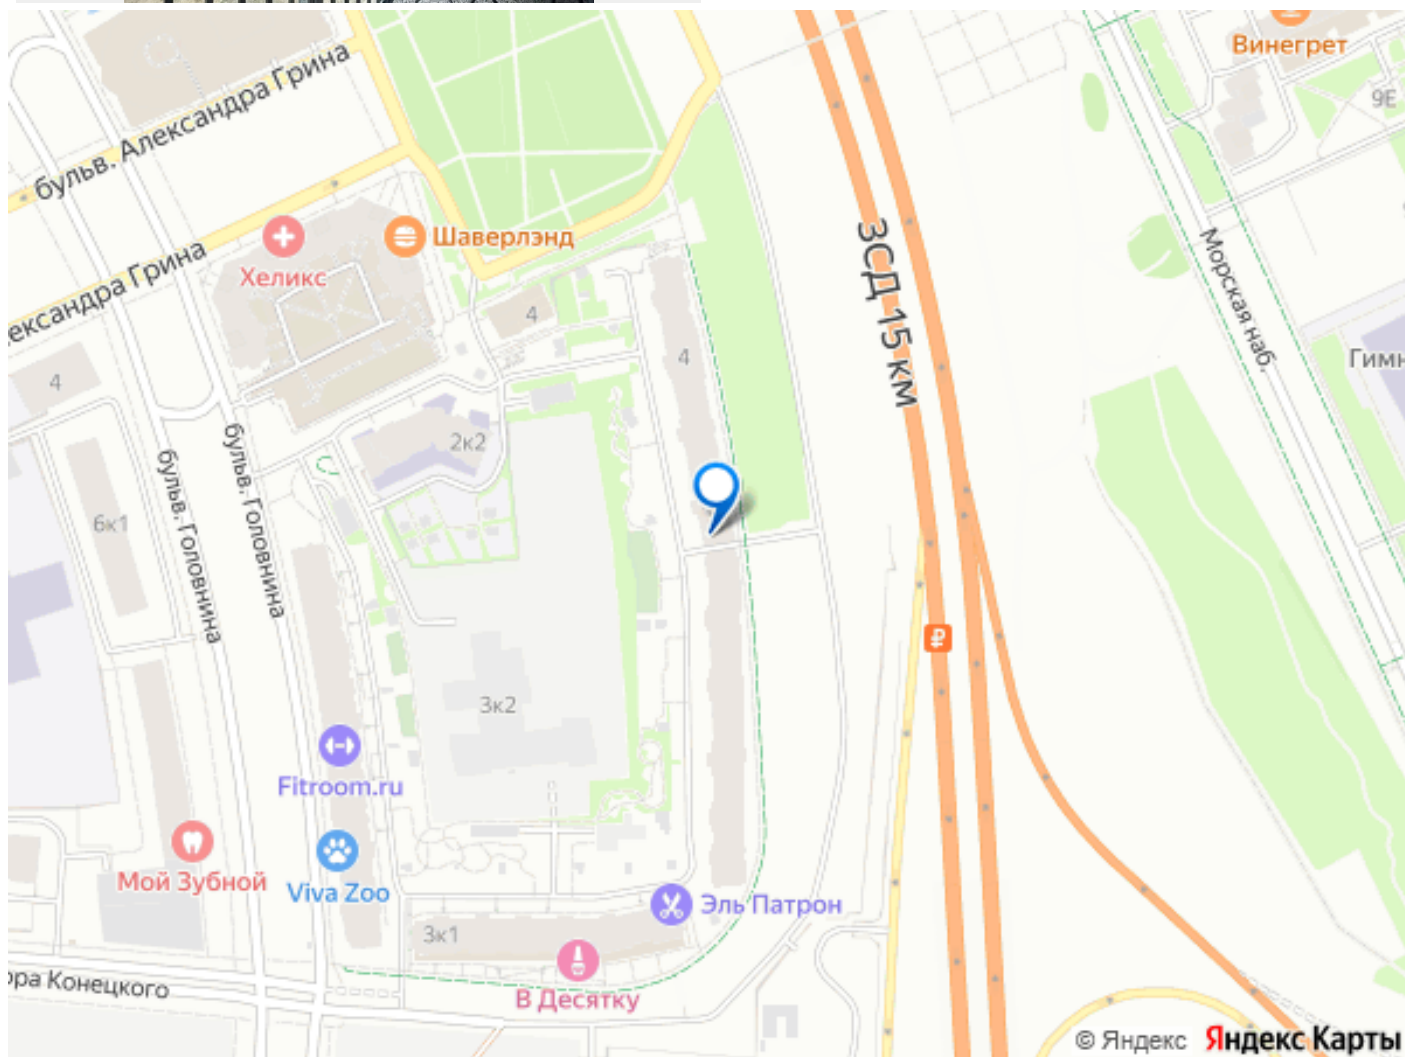 Винегрет
9Е
бульв. Александра Грина
Шаверлэнд
Хеликс
ександра Грина
4
4
4
ЗСД 15 км
Морская наб.
Гимн
2к2
бульв. Головнина
бульв. Головнина
6к1
3к2
Fitroom.ru
Мой Зубной
Viva Zoo
Эль Патрон
3к1
В Десятку
ра Конецкого
© Яндекс Яндекс Карты